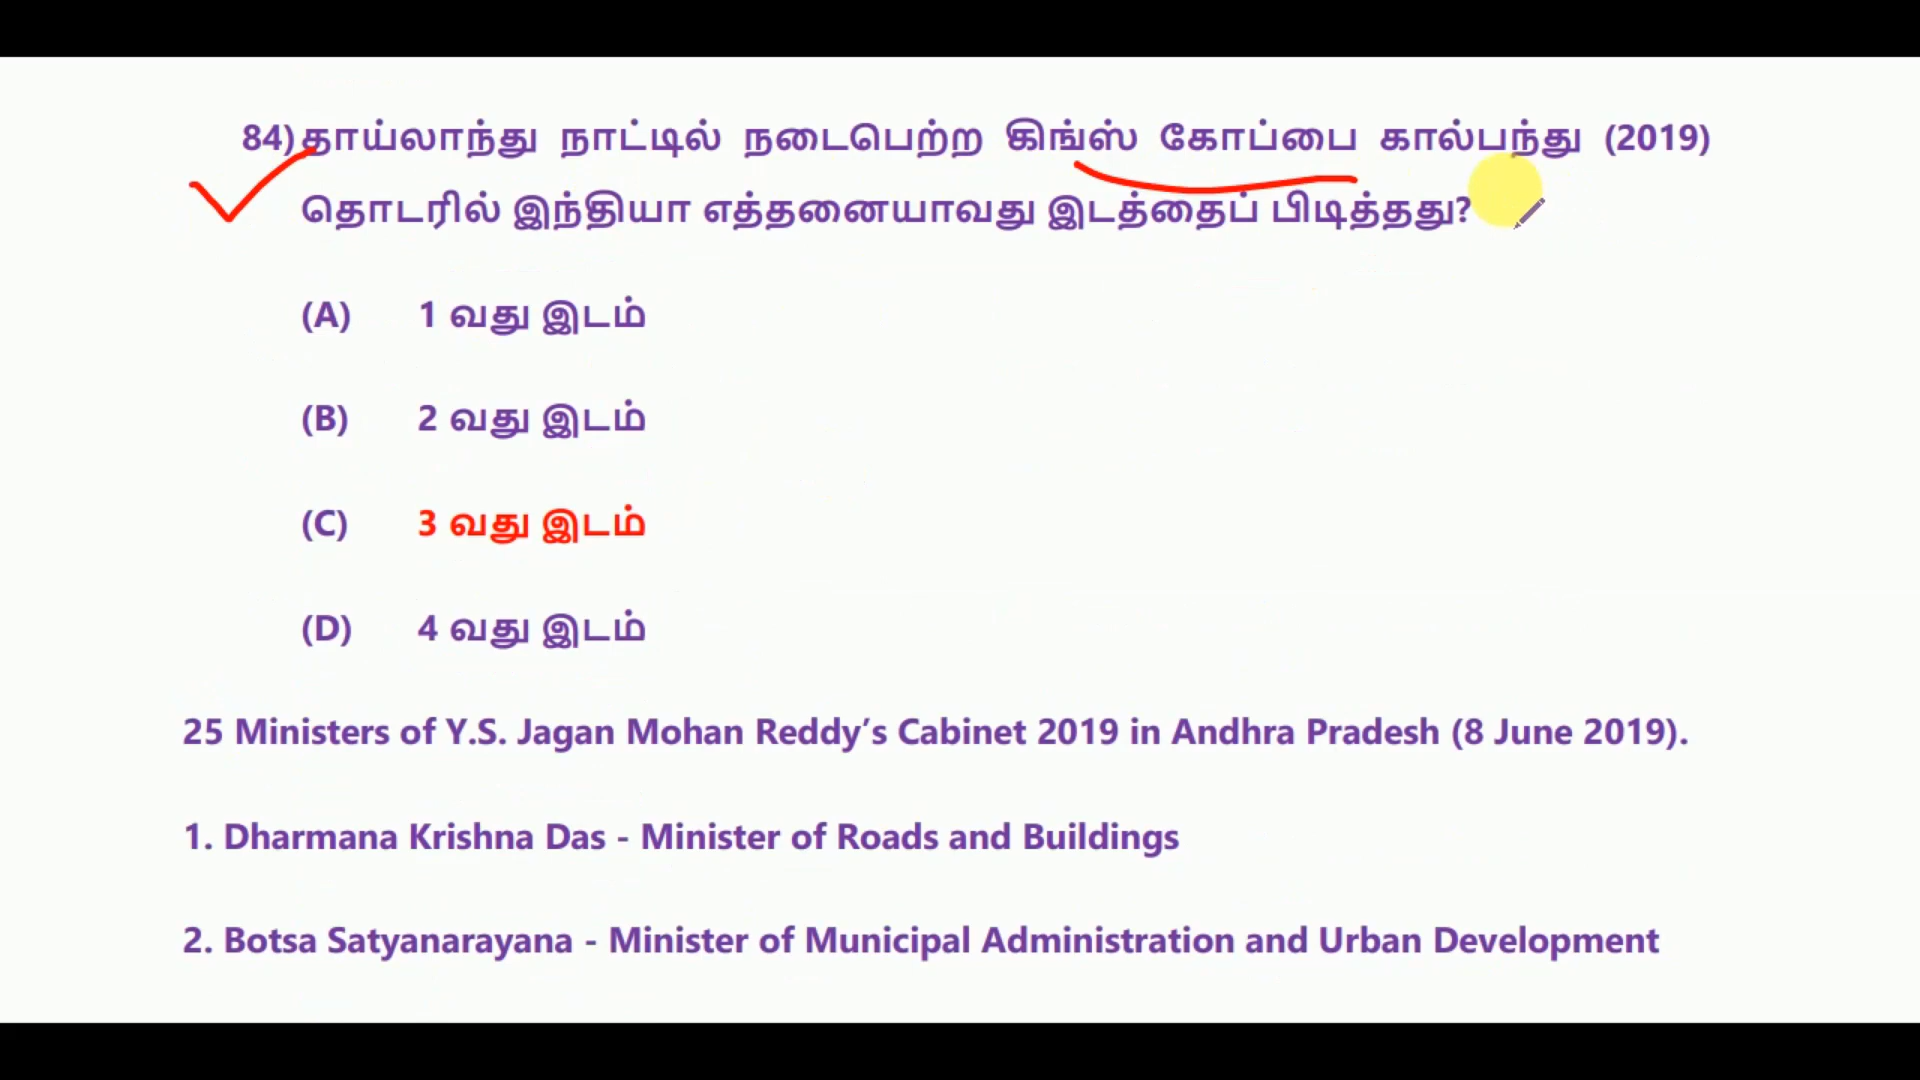 84) தாய்லாந்து நாட்டில் நடைபெற்ற கிங்ஸ் கோப்பை கால்பந்து (2019)
தொடரில் இந்தியா எத்தனையாவது இடத்தைப் பிடித்தது?
(A) 1 வது இடம்
(B) 2 வது இடம்
(C) 3 வது இடம்
(D) 4 வது இடம்
25 Ministers of Y.S. Jagan Mohan Reddy’s Cabinet 2019 in Andhra Pradesh (8 June 2019).
1. Dharmana Krishna Das - Minister of Roads and Buildings
2. Botsa Satyanarayana - Minister of Municipal Administration and Urban Development